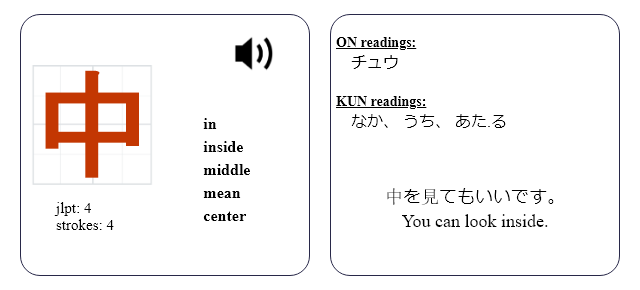 中
in
inside
middle
mean
center
jlpt: 4
strokes: 4
ON readings:
チュウ
KUN readings:
なか、 うち、 あた.る
中を見てもいいです。
You can look inside.